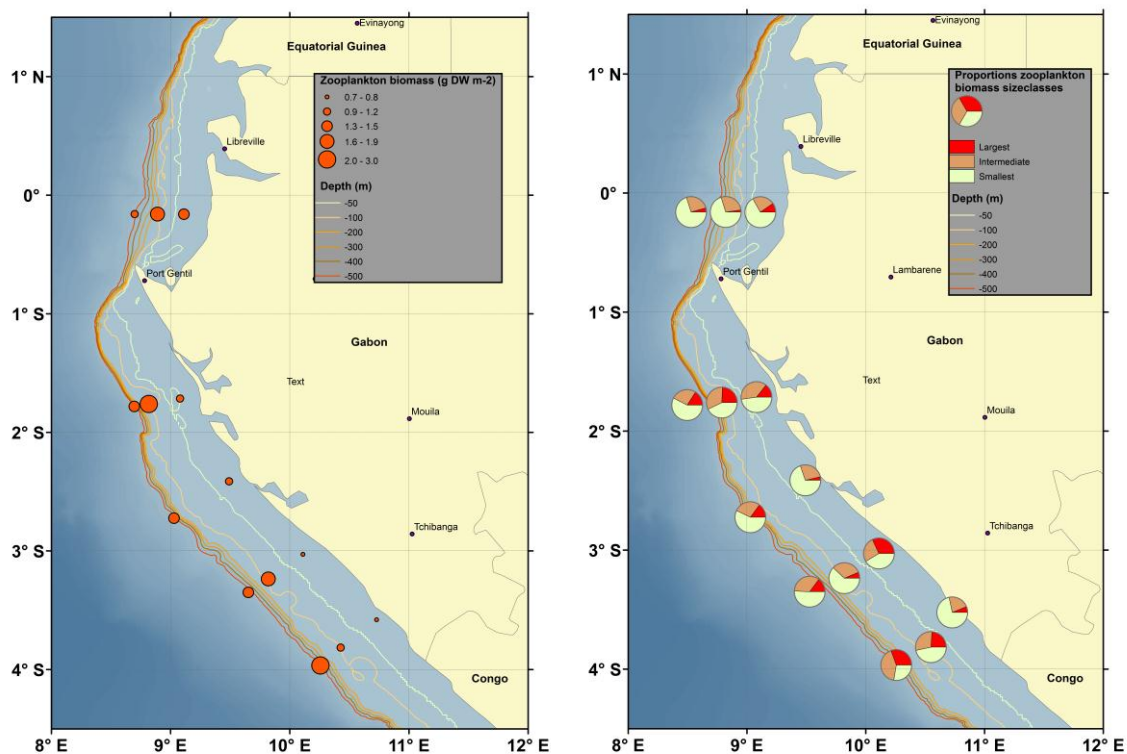 Evinayong
Equatorial Guinea
1° N
Zooplankton biomass (g DW m-2)
0.7 - 0.8
0.9 - 1.2
1.3 - 1.5
1.6 - 1.9
2.0 - 3.0
Depth (m)
-50
-100
-200
-300
-400
-500
Libreville
0°
Port Gentil
1° S
Gabon
Text
Mouila
2° S
Tchibanga
3° S
4° S
Congo
8° E
9° E
10° E
11° E
12° E
Evinayong
Equatorial Guinea
1° N
Proportions zooplankton
biomass sizeclasses
Largest
Intermediate
Smallest
Depth (m)
-50
-100
-200
-300
-400
-500
Libreville
0°
Port Gentil
Lambarene
1° S
Gabon
Text
Mouila
2° S
Tchibanga
3° S
4° S
Congo
8° E
9° E
10° E
11° E
12° E